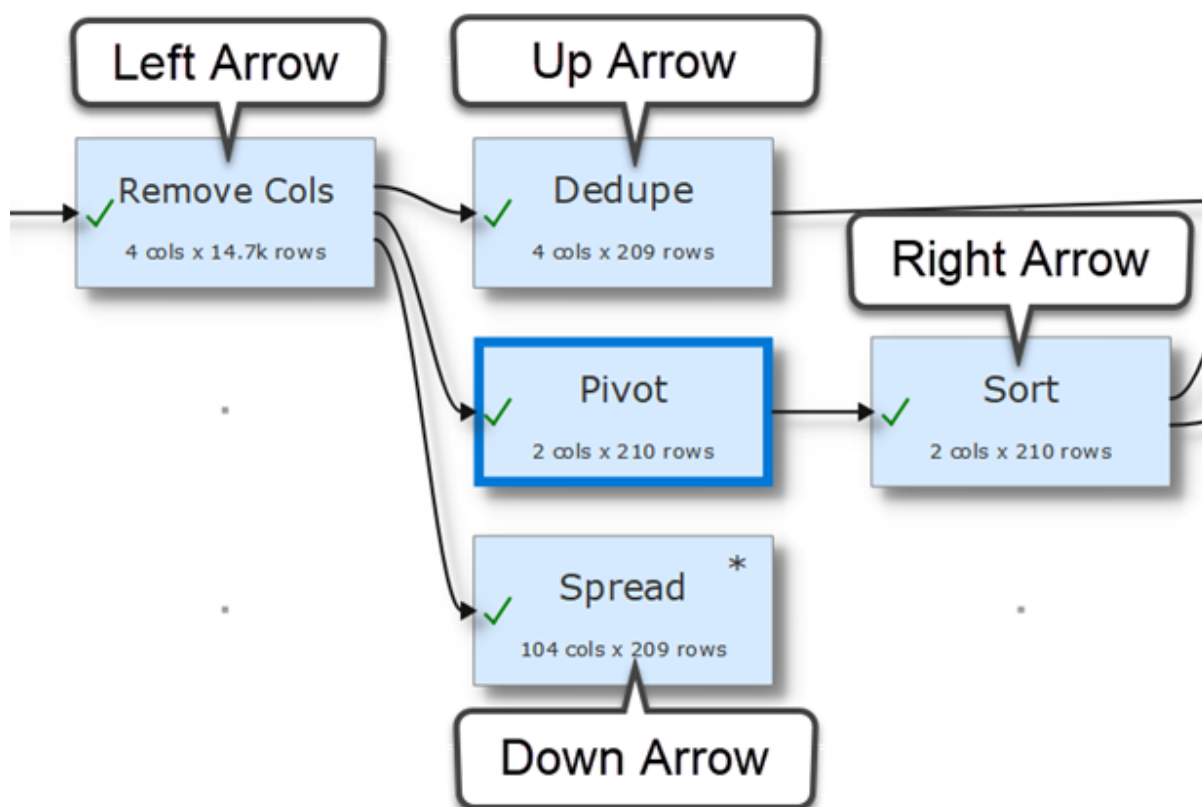 Left Arrow
Up Arrow
Remove Cols
4 cols x 14.7k rows
Dedupe
4 cols x 209 rows
Right Arrow
Pivot
2 cols x 210 rows
Sort
2 cols x 210 rows
Spread
*
104 cols x 209 rows
Down Arrow